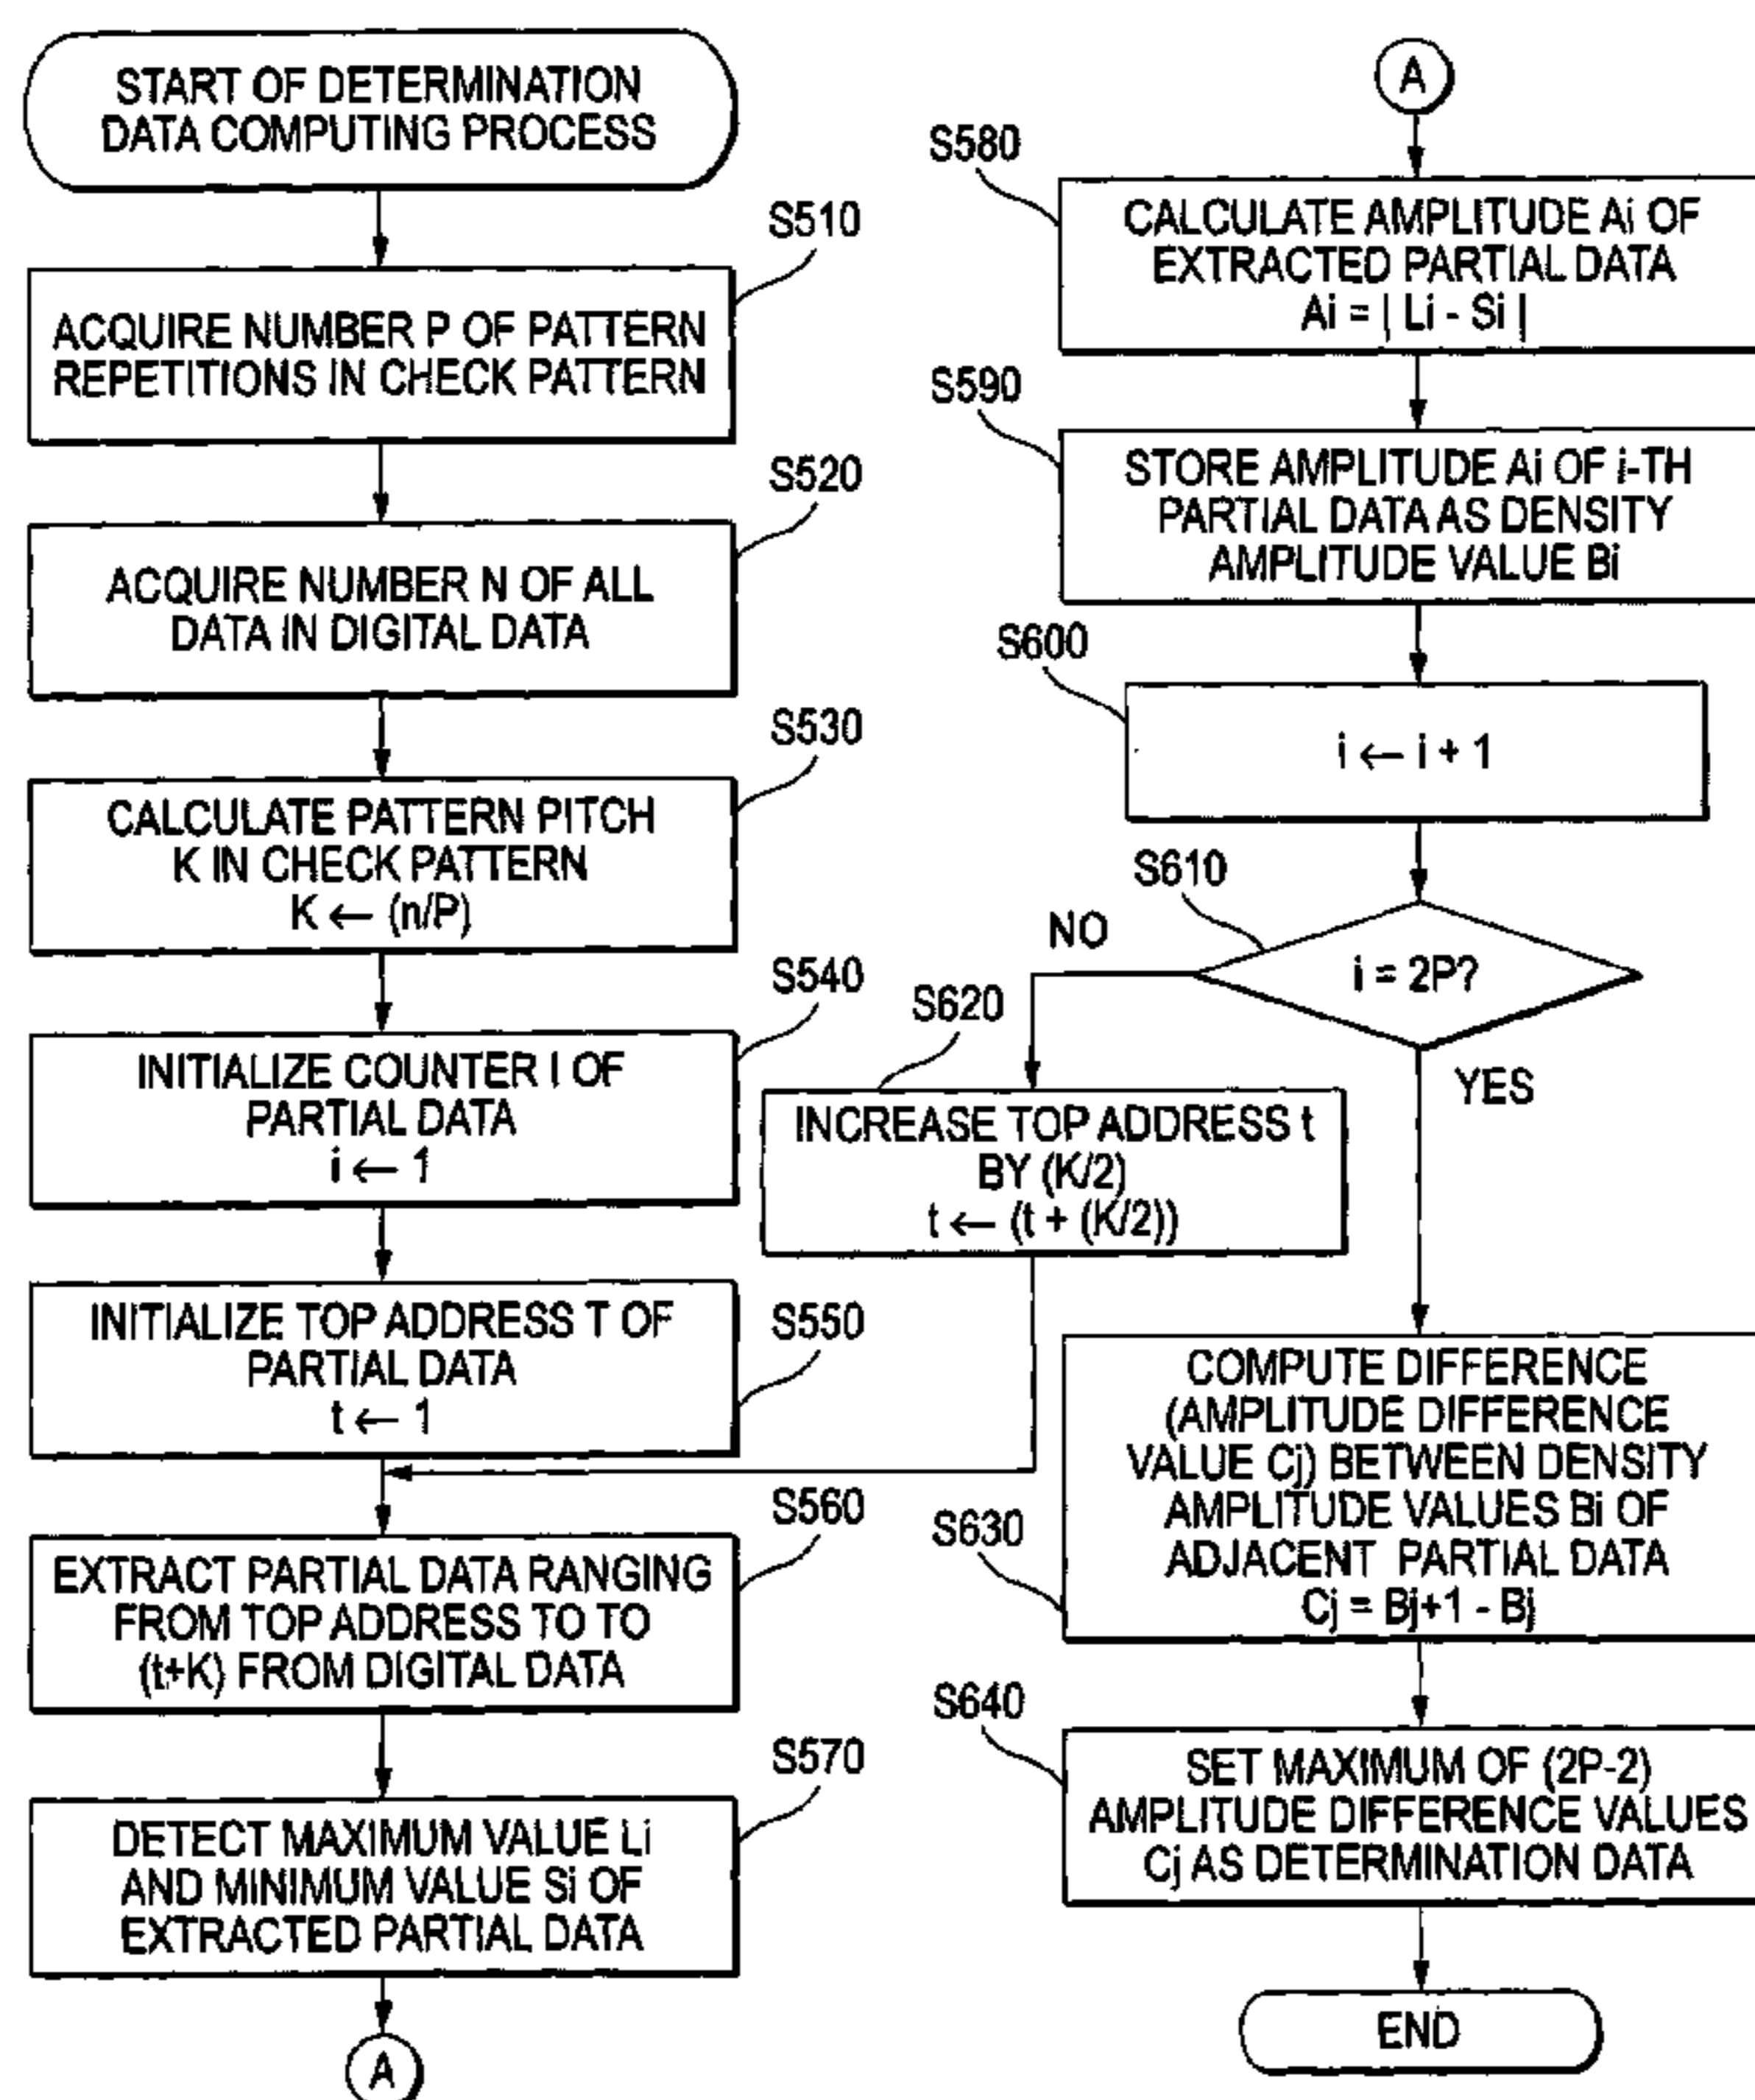 START OF DETERMINATION
DATA COMPUTING PROCESS
S510
ACQUIRE NUMBER P OF PATTERN
REPETITIONS IN CHECK PATTERN
S520
ACQUIRE NUMBER N OF ALL
DATA IN DIGITAL DATA
S530
CALCULATE PATTERN PITCH
K IN CHECK PATTERN
K ← (n/P)
S540
INITIALIZE COUNTER I OF
PARTIAL DATA
i ← 1
S550
INITIALIZE TOP ADDRESS T OF
PARTIAL DATA
t ← 1
S560
EXTRACT PARTIAL DATA RANGING
FROM TOP ADDRESS TO TO
(t+K) FROM DIGITAL DATA
S570
DETECT MAXIMUM VALUE Li
AND MINIMUM VALUE Si OF
EXTRACTED PARTIAL DATA
A
A
S580
CALCULATE AMPLITUDE Ai OF
EXTRACTED PARTIAL DATA
Ai = | Li - Si |
S590
STORE AMPLITUDE Ai OF i-TH
PARTIAL DATA AS DENSITY
AMPLITUDE VALUE Bi
S600
i ← i + 1
S610
i = 2P?
NO
YES
S620
INCREASE TOP ADDRESS t
BY (K/2)
t ← (t + (K/2))
S630
COMPUTE DIFFERENCE
(AMPLITUDE DIFFERENCE
VALUE Cj) BETWEEN DENSITY
AMPLITUDE VALUES Bi OF
ADJACENT PARTIAL DATA
Cj = Bj+1 - Bj
S640
SET MAXIMUM OF (2P-2)
AMPLITUDE DIFFERENCE VALUES
Cj AS DETERMINATION DATA
END